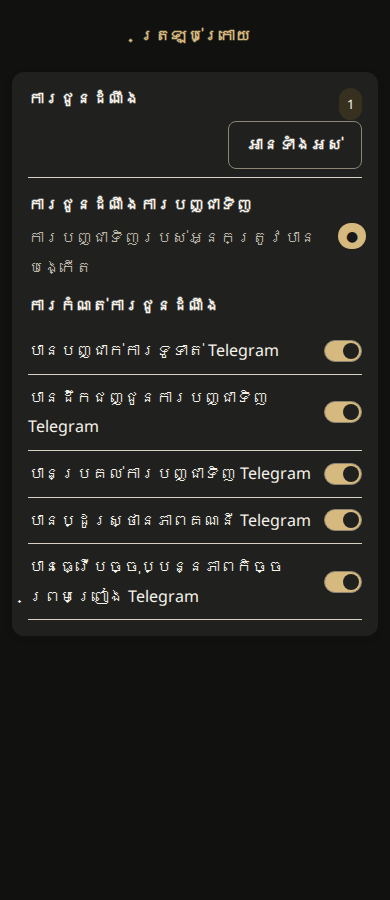 ត្រឡប់ក្រោយ
ការជូនដំណឹង
1
អានទាំងអស់
ការជូនដំណឹងការបញ្ជាទិញ
ការបញ្ជាទិញរបស់អ្នកត្រូវបាន
បង្កើត
ការកំណត់ការជូនដំណឹង
បានបញ្ជាក់ការទូទាត់ Telegram
បានដឹកជញ្ជូនការបញ្ជាទិញ
Telegram
បានប្រគល់ការបញ្ជាទិញ Telegram
បានប្ដូរស្ថានភាពគណនី Telegram
បានធ្វើបច្ចុប្បន្នភាពកិច្ច
ព្រមព្រៀង Telegram